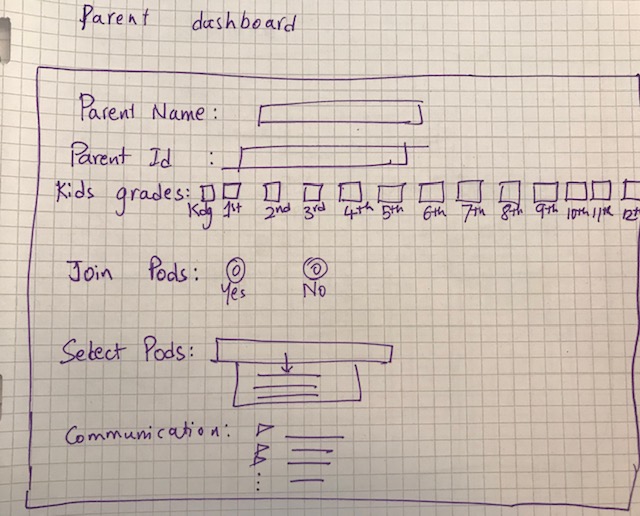 Parent dashboard
Parent Name:
Parent Id :
Kids grades:
Kdg 1st 2nd 3rd 4th 5th 6th 7th 8th 9th 10th 11th 12th
Join Pods:
Yes No
Select Pods:
Communication: